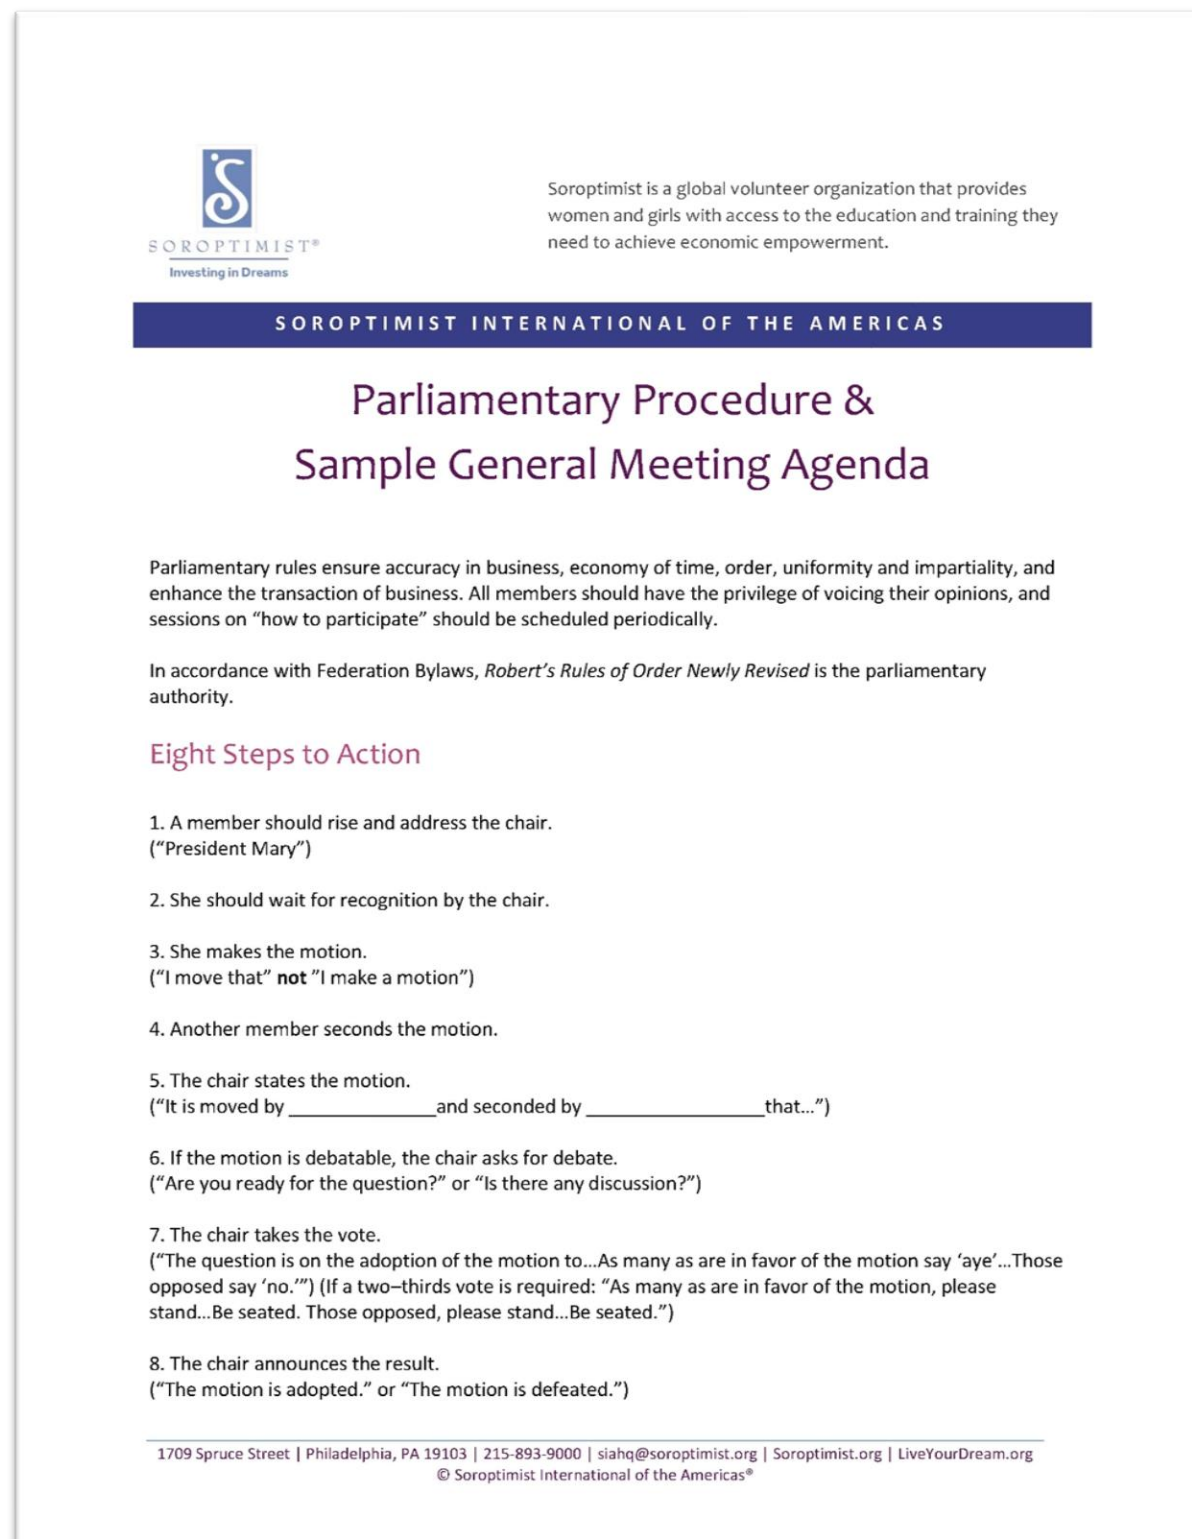 SOROPTIMIST®
Investing in Dreams
Soroptimist is a global volunteer organization that provides
women and girls with access to the education and training they
need to achieve economic empowerment.
SOROPTIMIST INTERNATIONAL OF THE AMERICAS
Parliamentary Procedure &
Sample General Meeting Agenda
Parliamentary rules ensure accuracy in business, economy of time, order, uniformity and impartiality, and
enhance the transaction of business. All members should have the privilege of voicing their opinions, and
sessions on “how to participate” should be scheduled periodically.
In accordance with Federation Bylaws, Robert’s Rules of Order Newly Revised is the parliamentary
authority.
Eight Steps to Action
1. A member should rise and address the chair.
(“President Mary”)
2. She should wait for recognition by the chair.
3. She makes the motion.
(“I move that” not ”I make a motion”)
4. Another member seconds the motion.
5. The chair states the motion.
(“It is moved by ______________and seconded by _________________that…”)
6. If the motion is debatable, the chair asks for debate.
(“Are you ready for the question?” or “Is there any discussion?”)
7. The chair takes the vote.
(“The question is on the adoption of the motion to…As many as are in favor of the motion say ‘aye’…Those
opposed say ‘no.’”) (If a two–thirds vote is required: “As many as are in favor of the motion, please
stand…Be seated. Those opposed, please stand…Be seated.”)
8. The chair announces the result.
(“The motion is adopted.” or “The motion is defeated.”)
1709 Spruce Street | Philadelphia, PA 19103 | 215-893-9000 | siahq@soroptimist.org | Soroptimist.org | LiveYourDream.org
© Soroptimist International of the Americas®